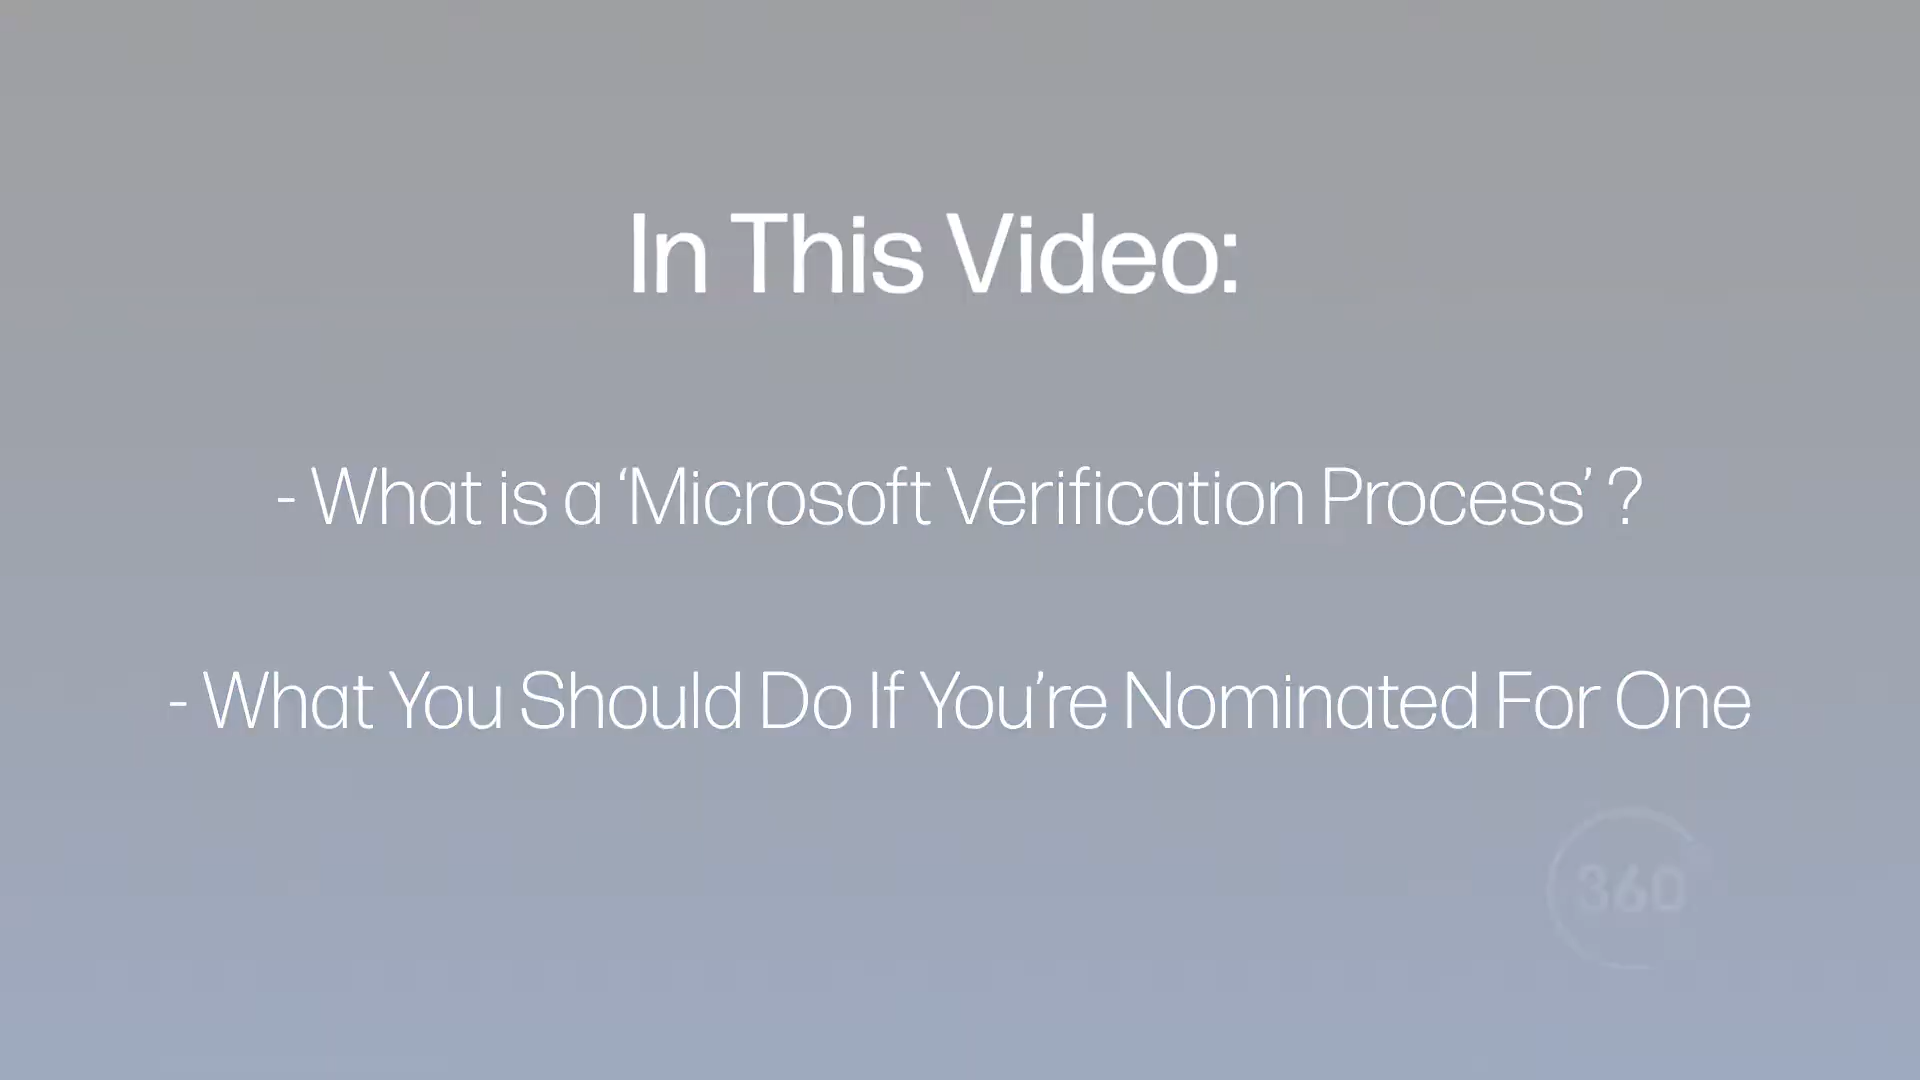 In This Video:
- What is a ‘Microsoft Verification Process’ ?
- What You Should Do If You’re Nominated For One
360